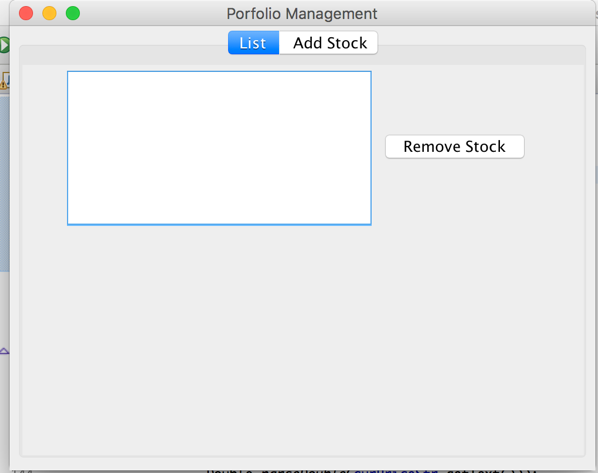 Porfolio Management
List Add Stock
Remove Stock